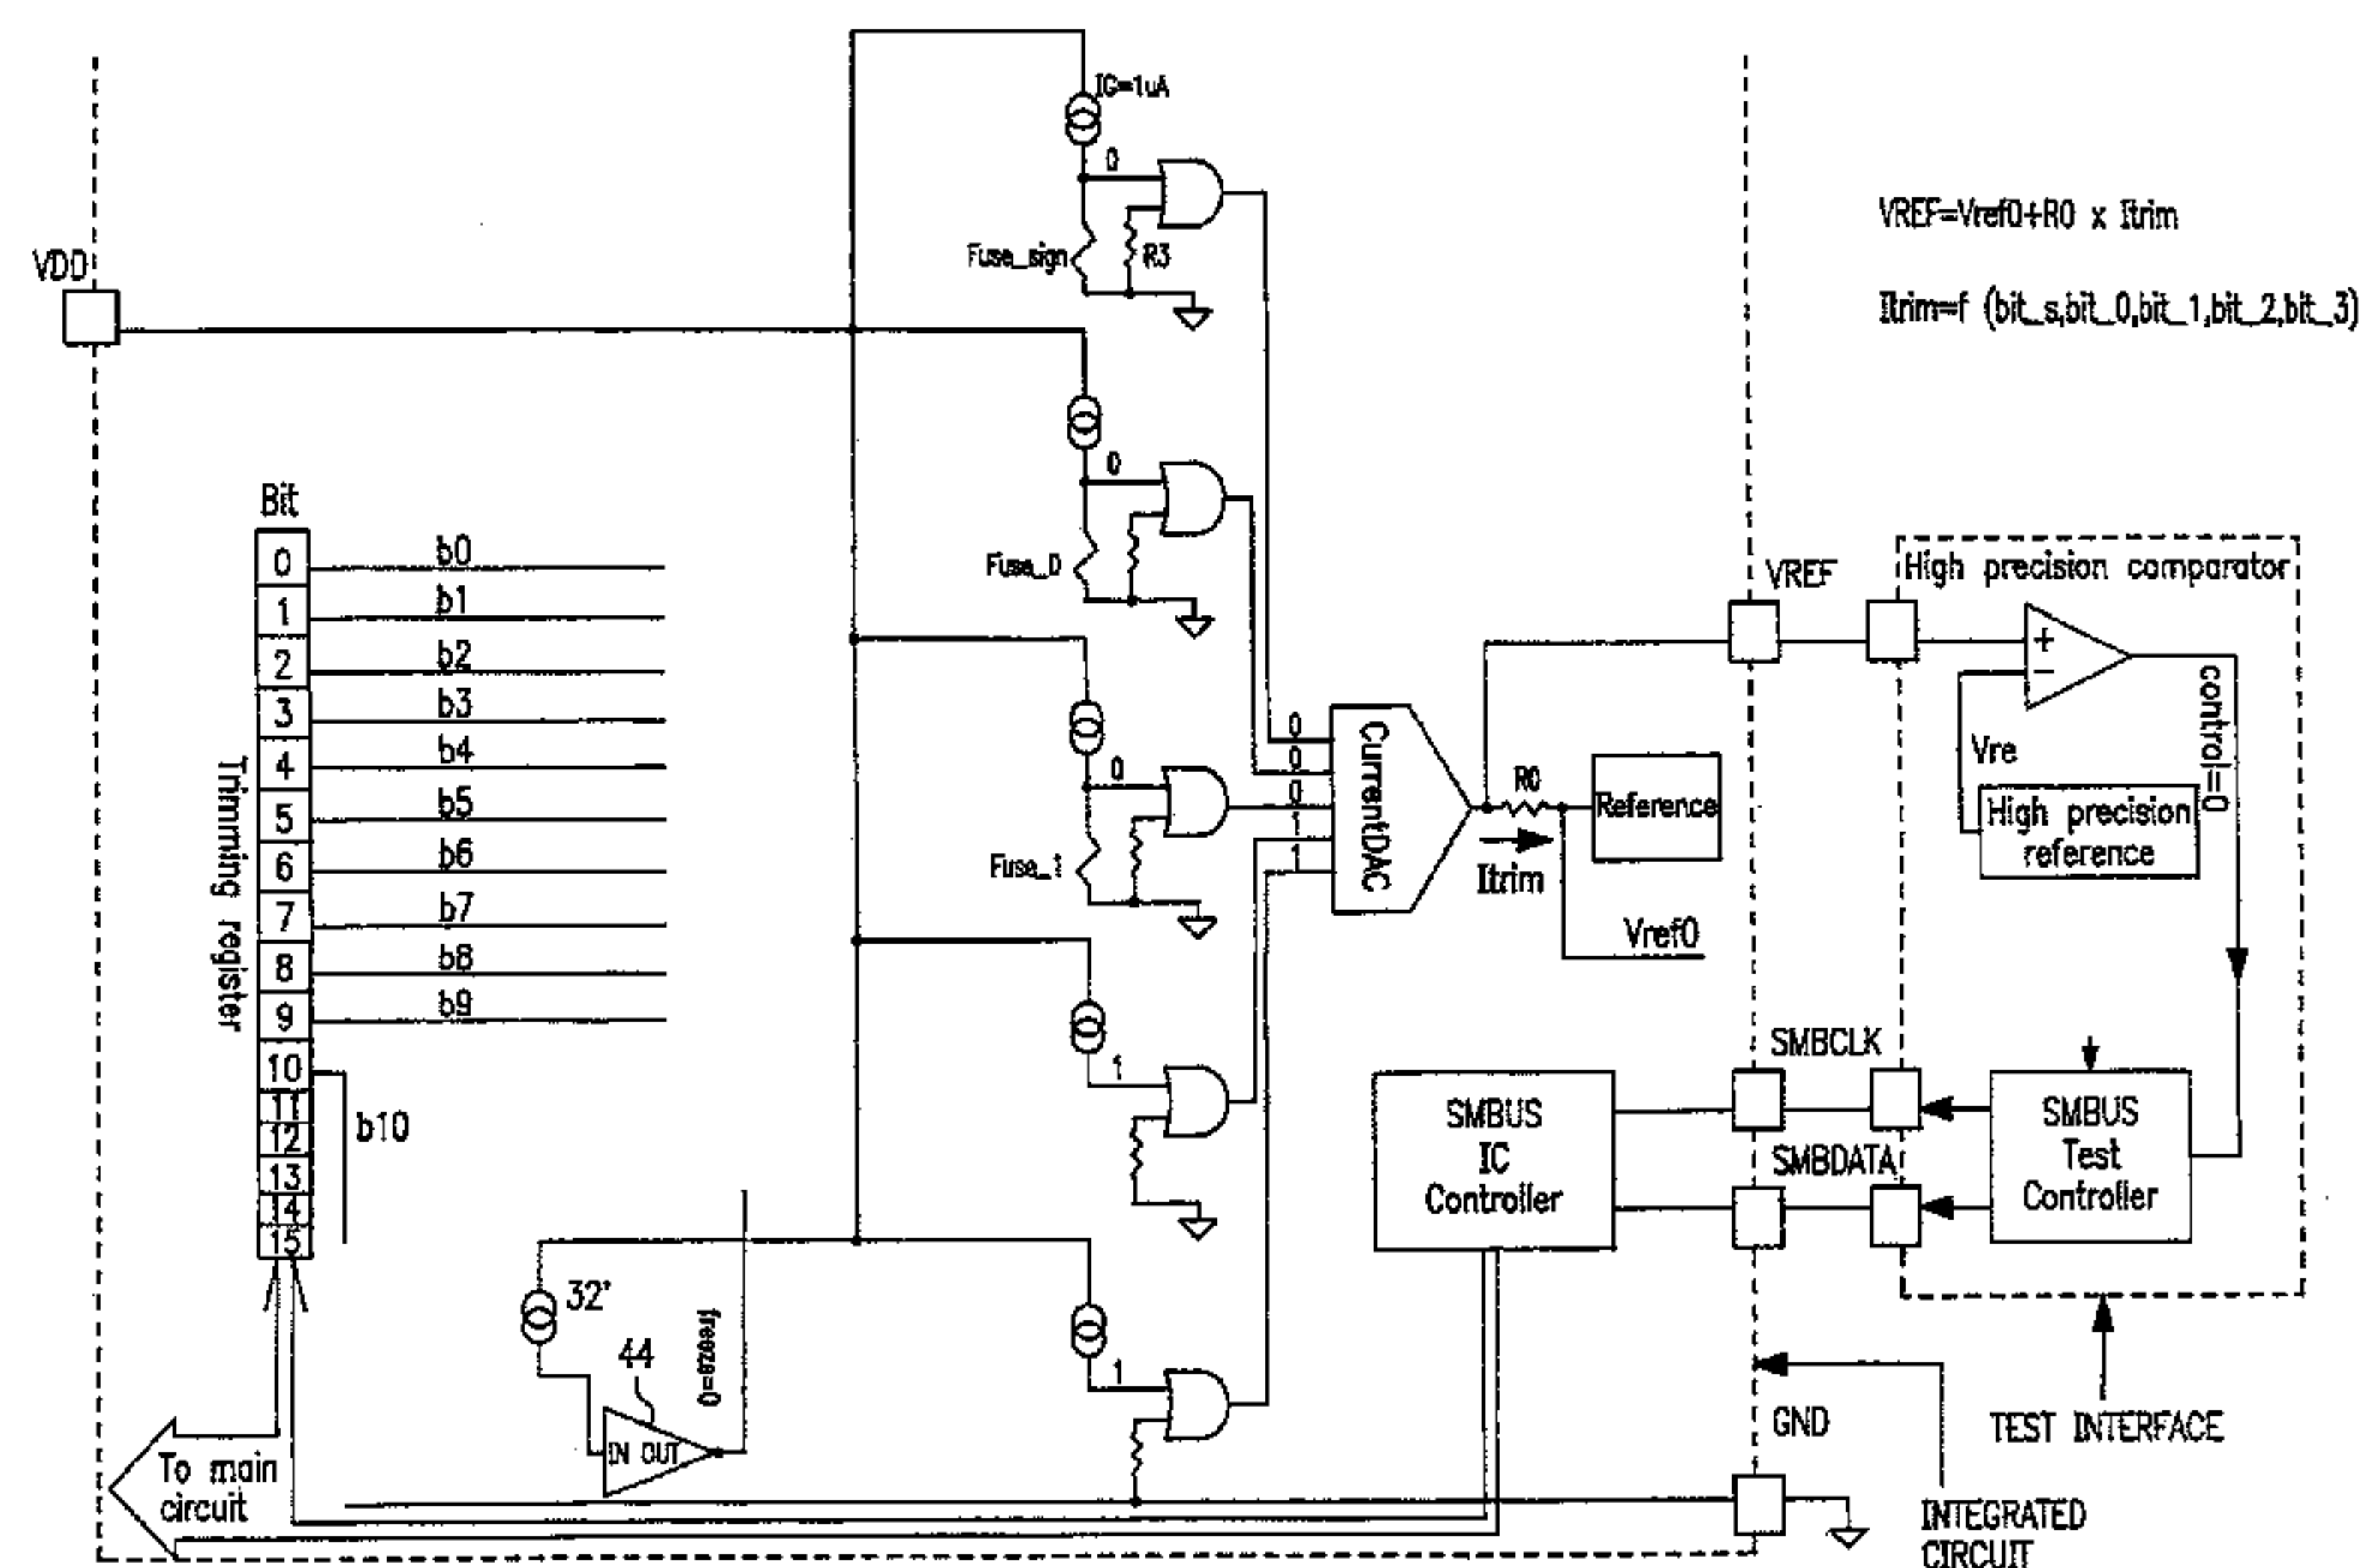 IG=1uA
0
VREF=Vref0+R0 x Itrim
Fuse_sign
R3
VDD
Itrim=f (bit_s,bit_0,bit_1,bit_2,bit_3)
0
Bit
Fuse_0
0 b0
1 b1
2 b2
3 b3
4 b4
5 b5
6 b6
7 b7
8 b8
9 b9
10
11
12
13
14
15
b10
Trimming register
0
Fuse_1
1
1
0
0
0
1
1
CurrentDAC
R0
Itrim
Reference
Vref0
VREF
High precision comparator
+
−
Vre
control=0
High precision
reference
SMBCLK
SMBDATA
SMBUS
IC
Controller
SMBUS
Test
Controller
32'
44
freeze=0
IN OUT
To main
circuit
GND
TEST INTERFACE
INTEGRATED
CIRCUIT